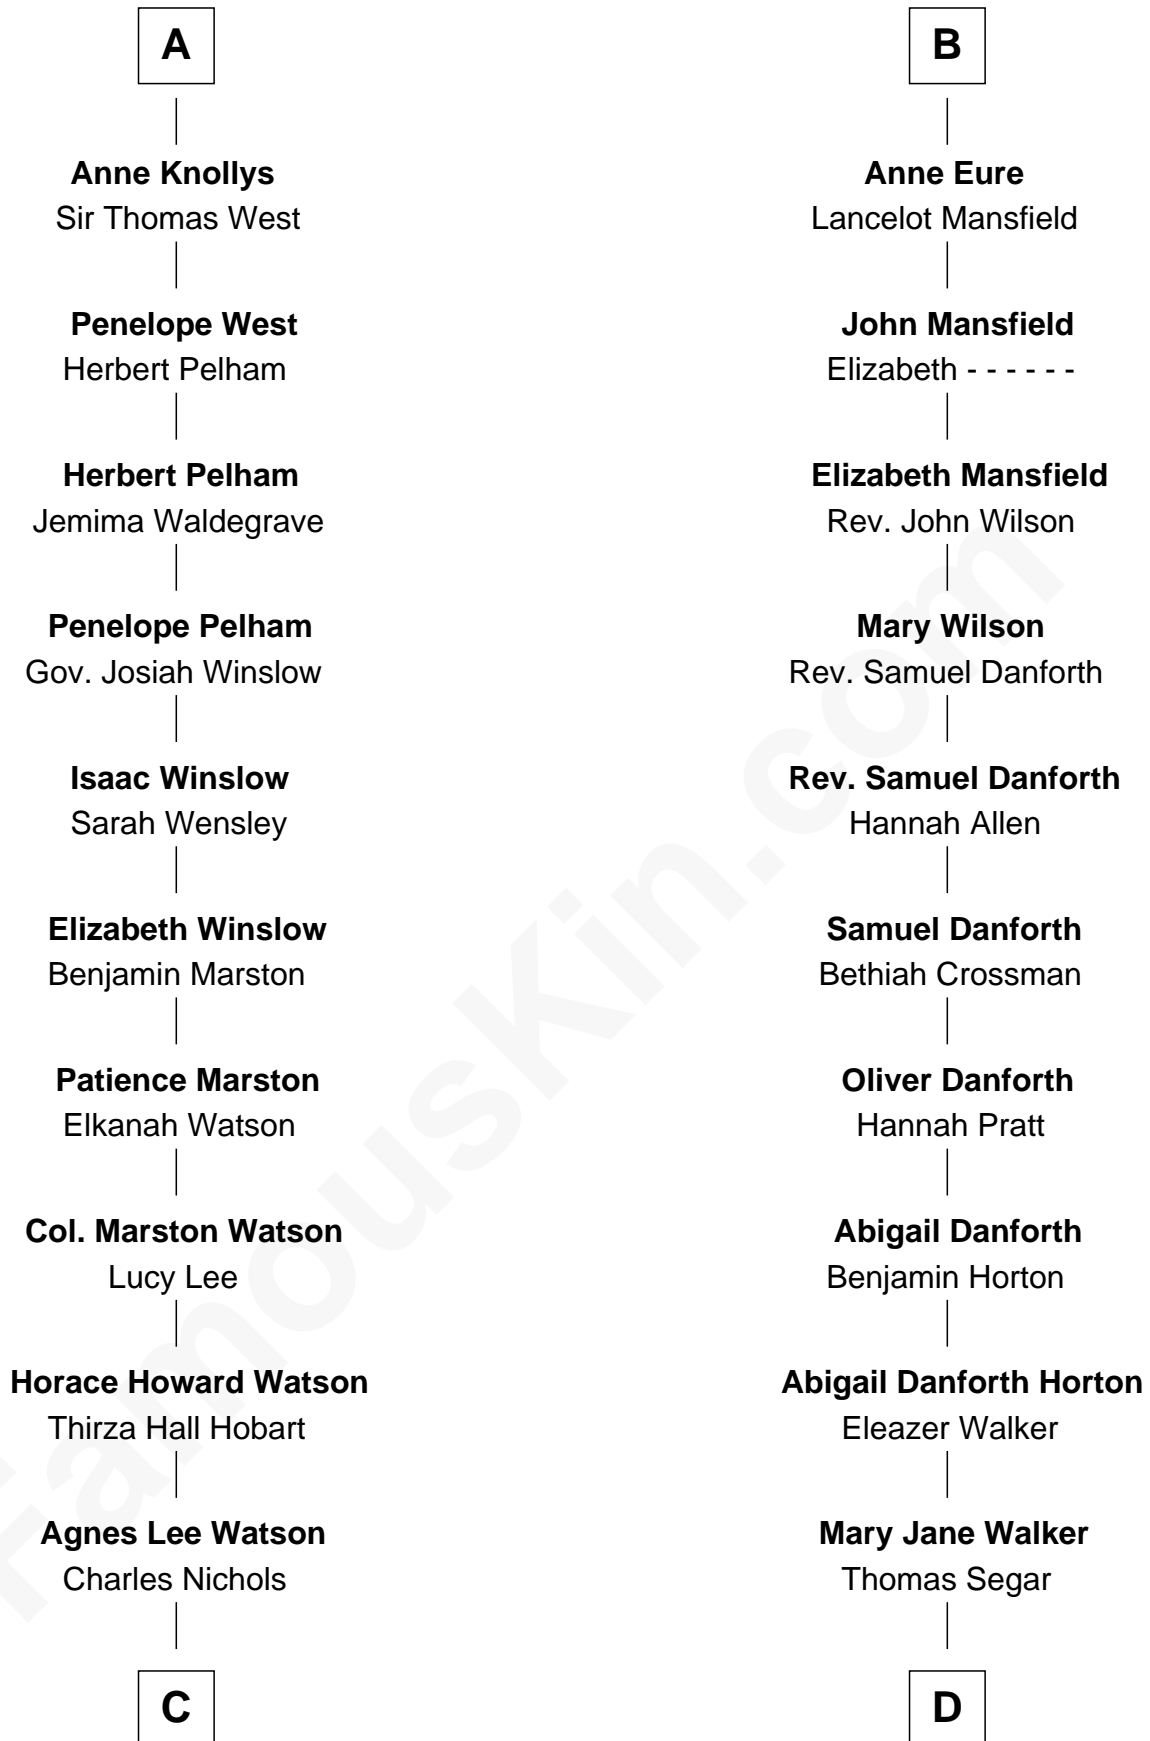 A
Anne Knollys
Sir Thomas West
Penelope West
Herbert Pelham
Herbert Pelham
Jemima Waldegrave
Penelope Pelham
Gov. Josiah Winslow
Isaac Winslow
Sarah Wensley
Elizabeth Winslow
Benjamin Marston
Patience Marston
Elkanah Watson
Col. Marston Watson
Lucy Lee
Horace Howard Watson
Thirza Hall Hobart
Agnes Lee Watson
Charles Nichols
C
B
Anne Eure
Lancelot Mansfield
John Mansfield
Elizabeth - - - - - -
Elizabeth Mansfield
Rev. John Wilson
Mary Wilson
Rev. Samuel Danforth
Rev. Samuel Danforth
Hannah Allen
Samuel Danforth
Bethiah Crossman
Oliver Danforth
Hannah Pratt
Abigail Danforth
Benjamin Horton
Abigail Danforth Horton
Eleazer Walker
Mary Jane Walker
Thomas Segar
D
FamousKin.com